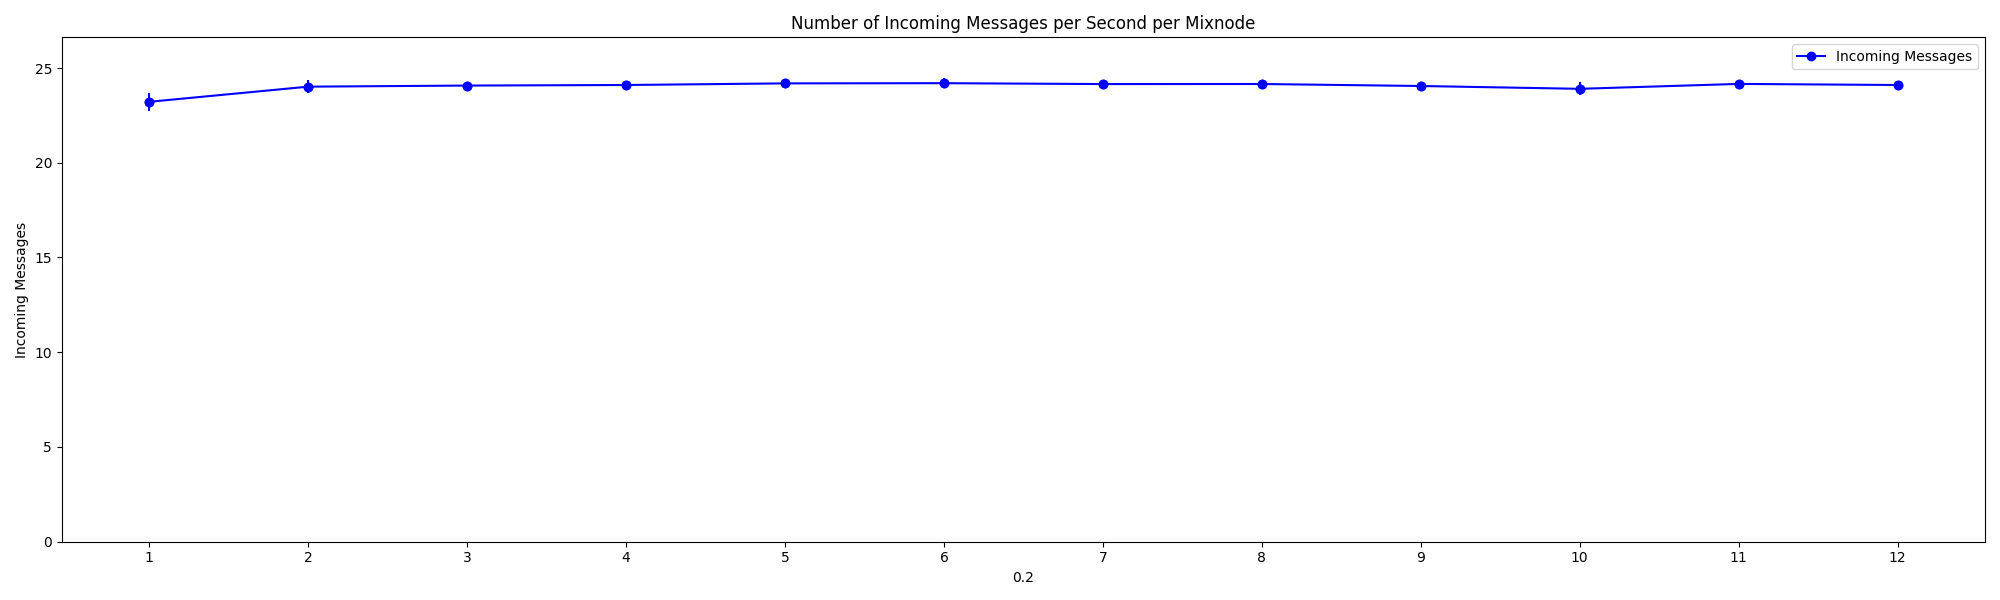 Number of Incoming Messages per Second per Mixnode
Incoming Messages
Incoming Messages
25
20
15
10
5
0
1 2 3 4 5 6 7 8 9 10 11 12
0.2